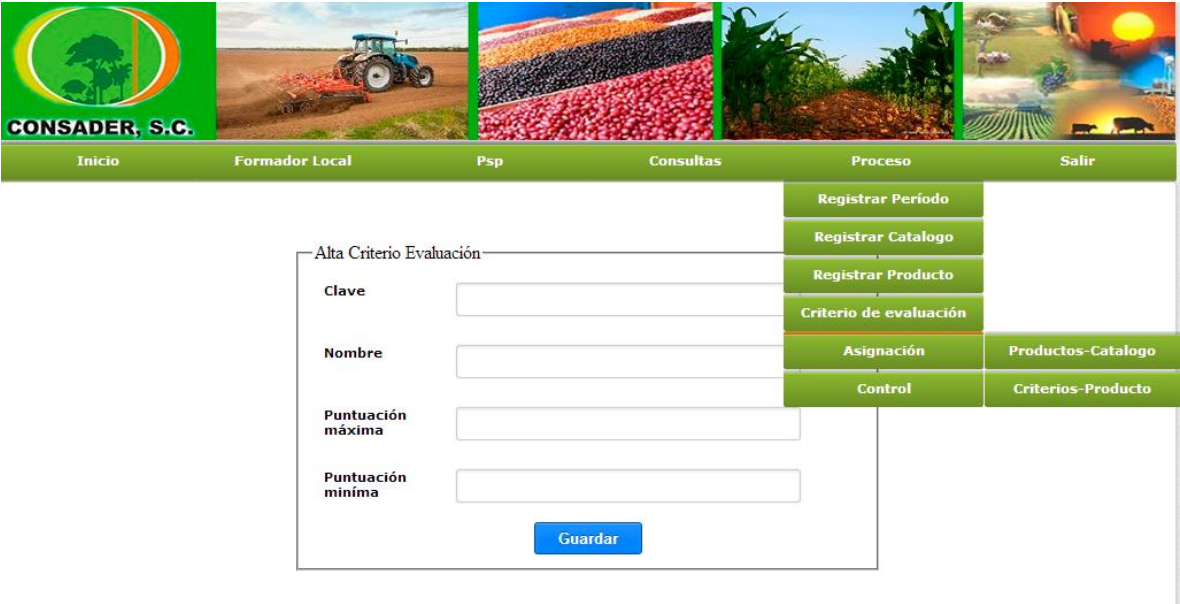 CONSADER, S.C.
Inicio Formador Local Psp Consultas Proceso Salir
Registrar Período
Registrar Catalogo
Registrar Producto
Criterio de evaluación
Asignación Productos-Catalogo
Control Criterios-Producto
Alta Criterio Evaluación
Clave
Nombre
Puntuación
máxima
Puntuación
miníma
Guardar